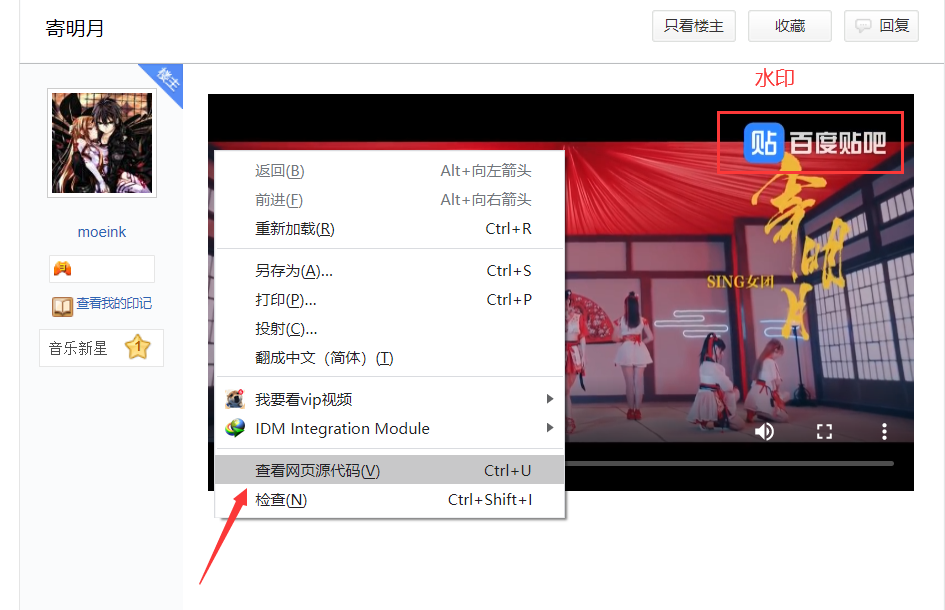 寄明月
只看楼主
收藏
回复
楼主
水印
贴 百度贴吧
寄明月
SING女团
moeink
查看我的印记
音乐新星 1
返回(B) Alt+向左箭头
前进(F) Alt+向右箭头
重新加载(R) Ctrl+R
另存为(A)... Ctrl+S
打印(P)... Ctrl+P
投射(C)...
翻成中文（简体）(T)
我要看vip视频
IDM Integration Module
查看网页源代码(V) Ctrl+U
检查(N) Ctrl+Shift+I